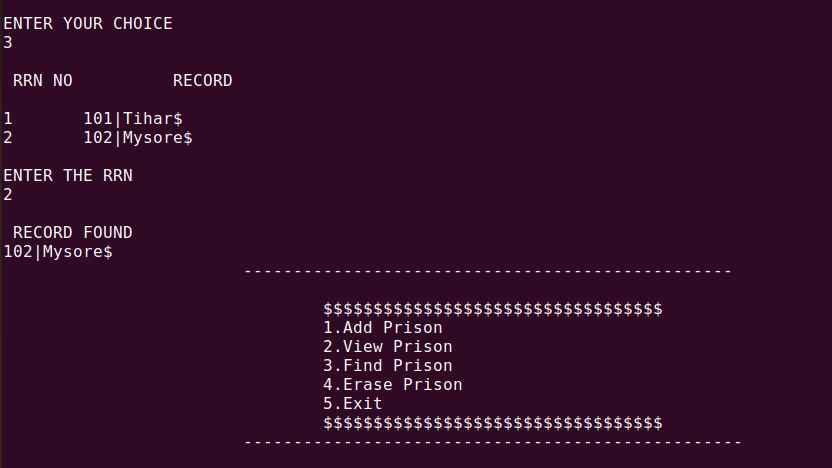 ENTER YOUR CHOICE
3
RRN NO          RECORD
1       101|Tihar$
2       102|Mysore$
ENTER THE RRN
2
RECORD FOUND
102|Mysore$
-------------------------------------------------
$$$$$$$$$$$$$$$$$$$$$$$$$$$$$$$$$$
1.Add Prison
2.View Prison
3.Find Prison
4.Erase Prison
5.Exit
$$$$$$$$$$$$$$$$$$$$$$$$$$$$$$$$$$
--------------------------------------------------